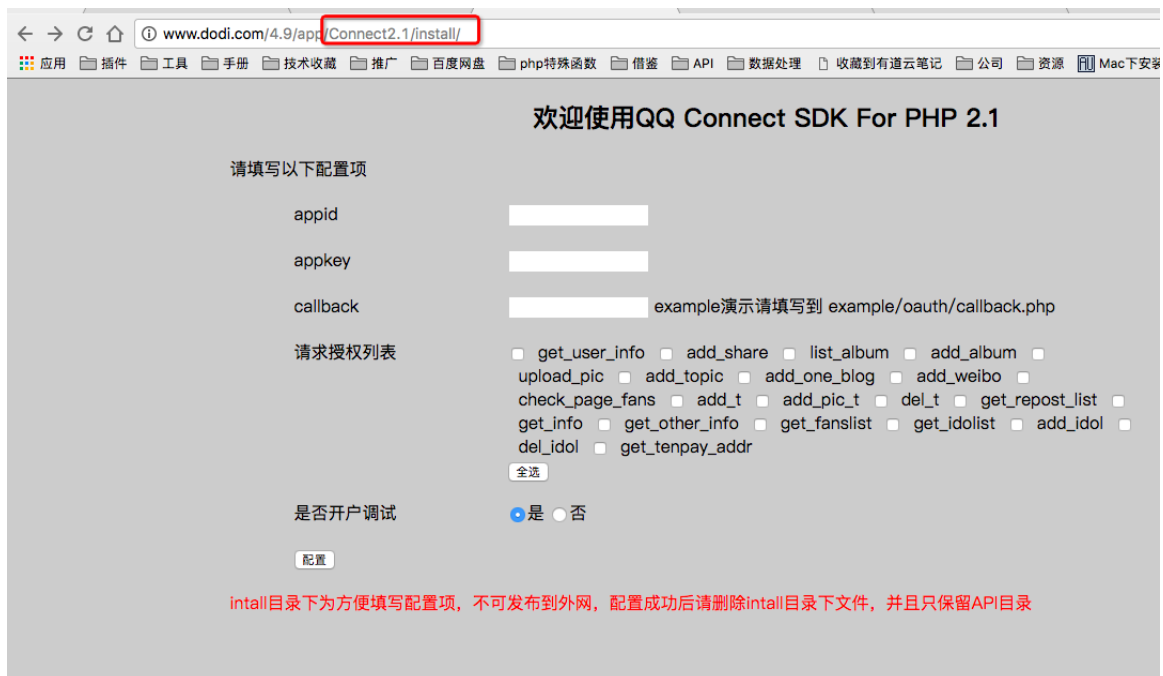 www.dodi.com/4.9/app/Connect2.1/install/
应用 插件 工具 手册 技术收藏 推广 百度网盘 php特殊函数 借鉴 API 数据处理 收藏到有道云笔记 公司 资源 Mac下安装
欢迎使用QQ Connect SDK For PHP 2.1
请填写以下配置项
appid
appkey
callback example演示请填写到 example/oauth/callback.php
请求授权列表 get_user_info add_share list_album add_album
upload_pic add_topic add_one_blog add_weibo
check_page_fans add_t add_pic_t del_t get_repost_list
get_info get_other_info get_fanslist get_idolist add_idol
del_idol get_tenpay_addr
全选
是否开户调试 是 否
配置
intall目录下为方便填写配置项，不可发布到外网，配置成功后请删除intall目录下文件，并且只保留API目录